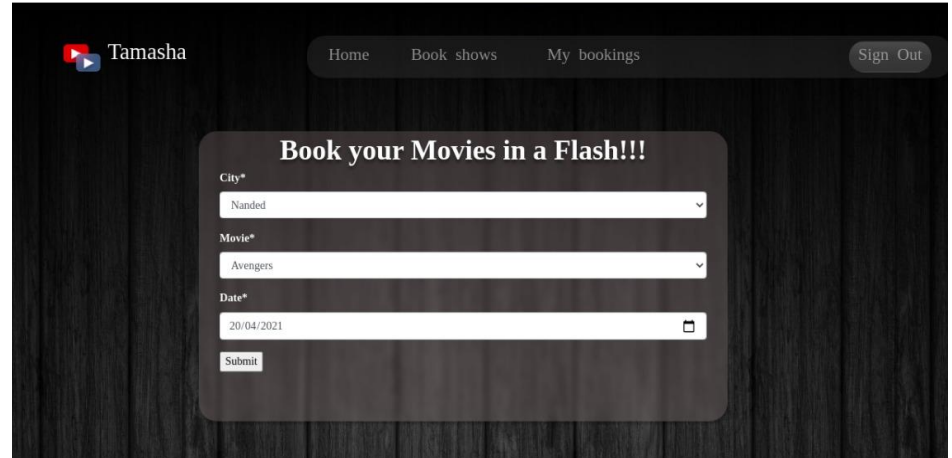 Tamasha
Home Book shows My bookings Sign Out
Book your Movies in a Flash!!!
City*
Nanded
Movie*
Avengers
Date*
20/04/2021
Submit